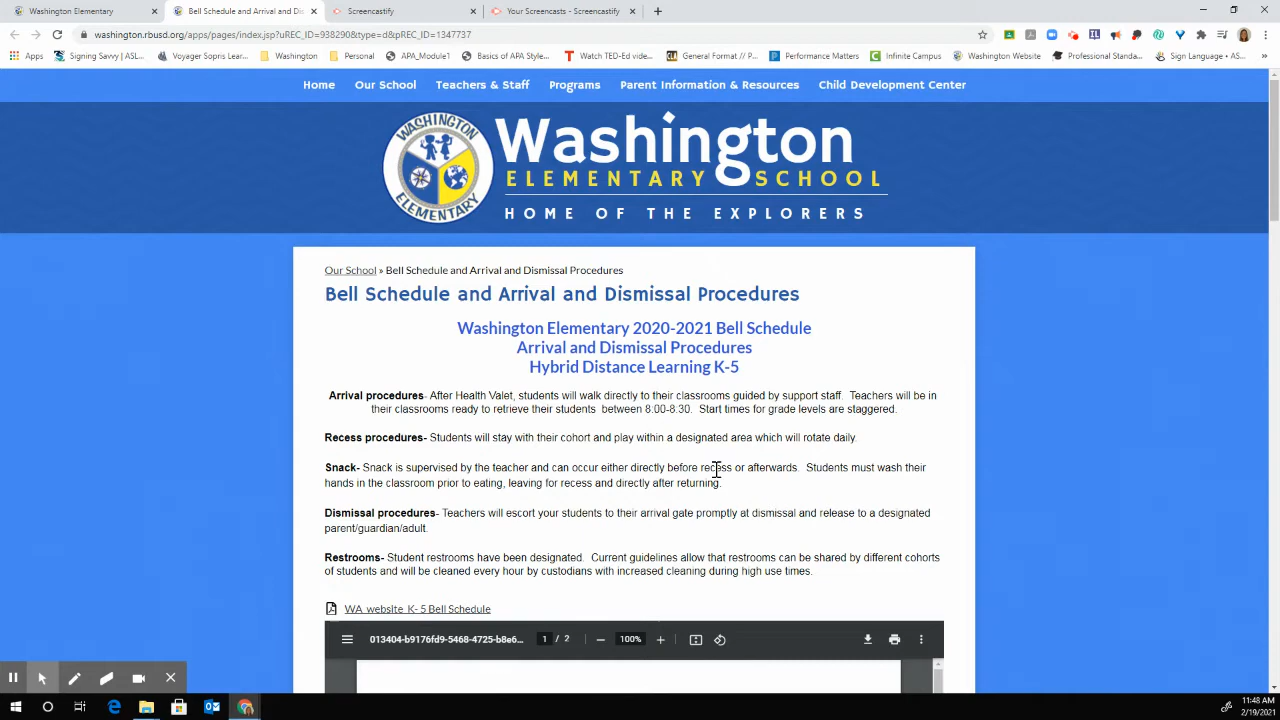 Washington Elementary
Bell Schedule and Arrival and Dis
Screencastify
Your Screencasts - Screencastify
washington.rbusd.org/apps/pages/index.jsp?uREC_ID=938290&type=d&pREC_ID=1347737
Apps
Signing Savvy | ASL...
Voyager Sopris Lear...
Washington
Personal
APA_Module1
Basics of APA Style...
Watch TED-Ed vide...
General Format // P...
Performance Matters
Infinite Campus
Washington Website
Professional Standa...
Sign Language • AS...
Home
Our School
Teachers & Staff
Programs
Parent Information & Resources
Child Development Center
WASHINGTON
ELEMENTARY
Washington
ELEMENTARY SCHOOL
HOME OF THE EXPLORERS
Our School » Bell Schedule and Arrival and Dismissal Procedures
Bell Schedule and Arrival and Dismissal Procedures
Washington Elementary 2020-2021 Bell Schedule
Arrival and Dismissal Procedures
Hybrid Distance Learning K-5
Arrival procedures- After Health Valet, students will walk directly to their classrooms guided by support staff. Teachers will be in
their classrooms ready to retrieve their students between 8:00-8:30. Start times for grade levels are staggered.
Recess procedures- Students will stay with their cohort and play within a designated area which will rotate daily.
Snack- Snack is supervised by the teacher and can occur either directly before recess or afterwards. Students must wash their
hands in the classroom prior to eating, leaving for recess and directly after returning.
Dismissal procedures- Teachers will escort your students to their arrival gate promptly at dismissal and release to a designated
parent/guardian/adult.
Restrooms- Student restrooms have been designated. Current guidelines allow that restrooms can be shared by different cohorts
of students and will be cleaned every hour by custodians with increased cleaning during high use times.
WA website K- 5 Bell Schedule
013404-b9176fd9-5468-4725-b8e6...
1 / 2
100%
11:48 AM
2/19/2021